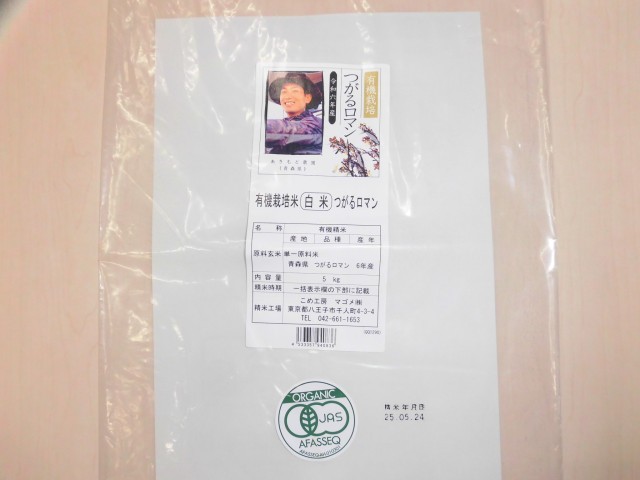 有機栽培
つがるロマン
令和六年産
(青森県)
有機栽培米 白米 つがるロマン
名称 有機精米
産地 品種 産年
原料玄米 単一原料米
青森県 つがるロマン 6年産
内容量 5 kg
精米時期 一括表示欄の下部に記載
精米工場 こめ工房 マゴメ㈱
東京都八王子市千人町4-3-4
TEL 042-661-1653
ORGANIC
JAS
AFASSEQ
精米年月日
25.05.24